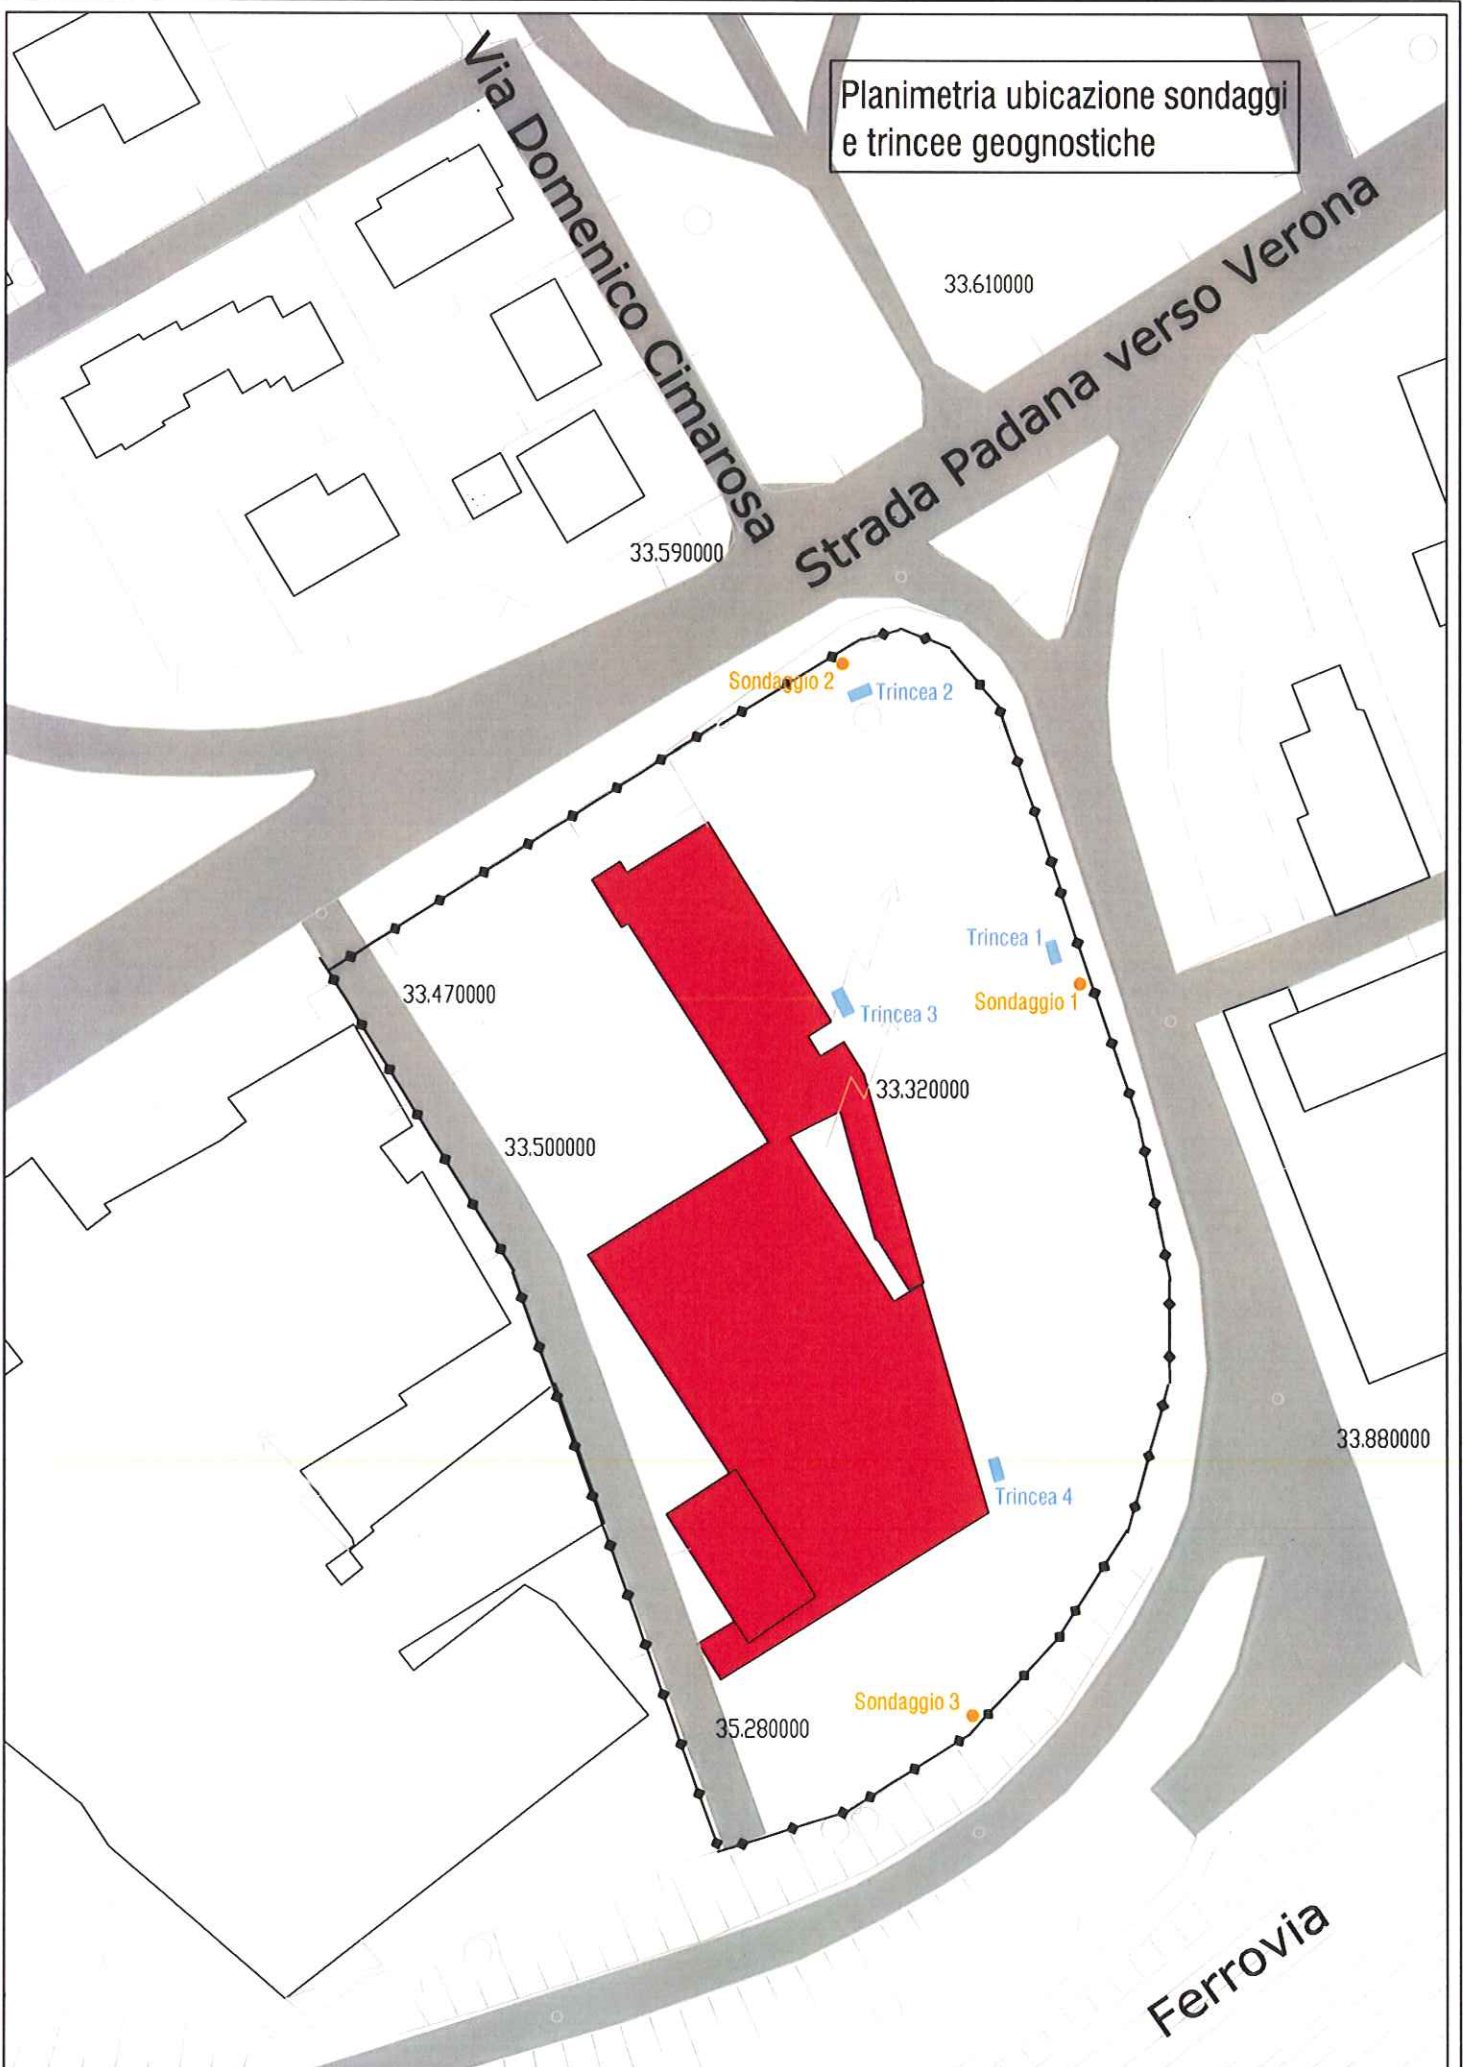 Planimetria ubicazione sondaggi
e trincee geognostiche
Via Domenico Cimarosa
33.610000
Strada Padana verso Verona
33.590000
Sondaggio 2
Trincea 2
Trincea 1
33.470000
Sondaggio 1
Trincea 3
33.320000
33.500000
33.880000
Trincea 4
Sondaggio 3
35.280000
Ferrovia